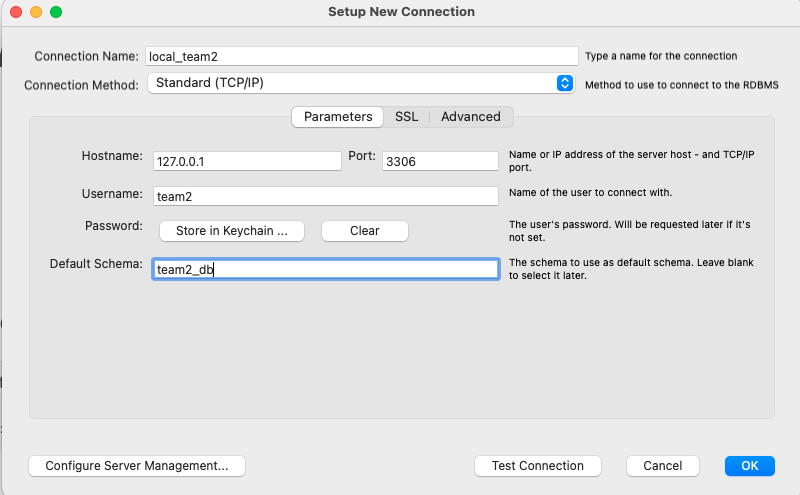 Setup New Connection
Connection Name: local_team2 Type a name for the connection
Connection Method: Standard (TCP/IP) Method to use to connect to the RDBMS
Parameters SSL Advanced
Hostname: 127.0.0.1 Port: 3306 Name or IP address of the server host - and TCP/IP
port.
Username: team2 Name of the user to connect with.
Password: Store in Keychain ... Clear The user's password. Will be requested later if it's
not set.
Default Schema: team2_db The schema to use as default schema. Leave blank
to select it later.
Configure Server Management... Test Connection Cancel OK